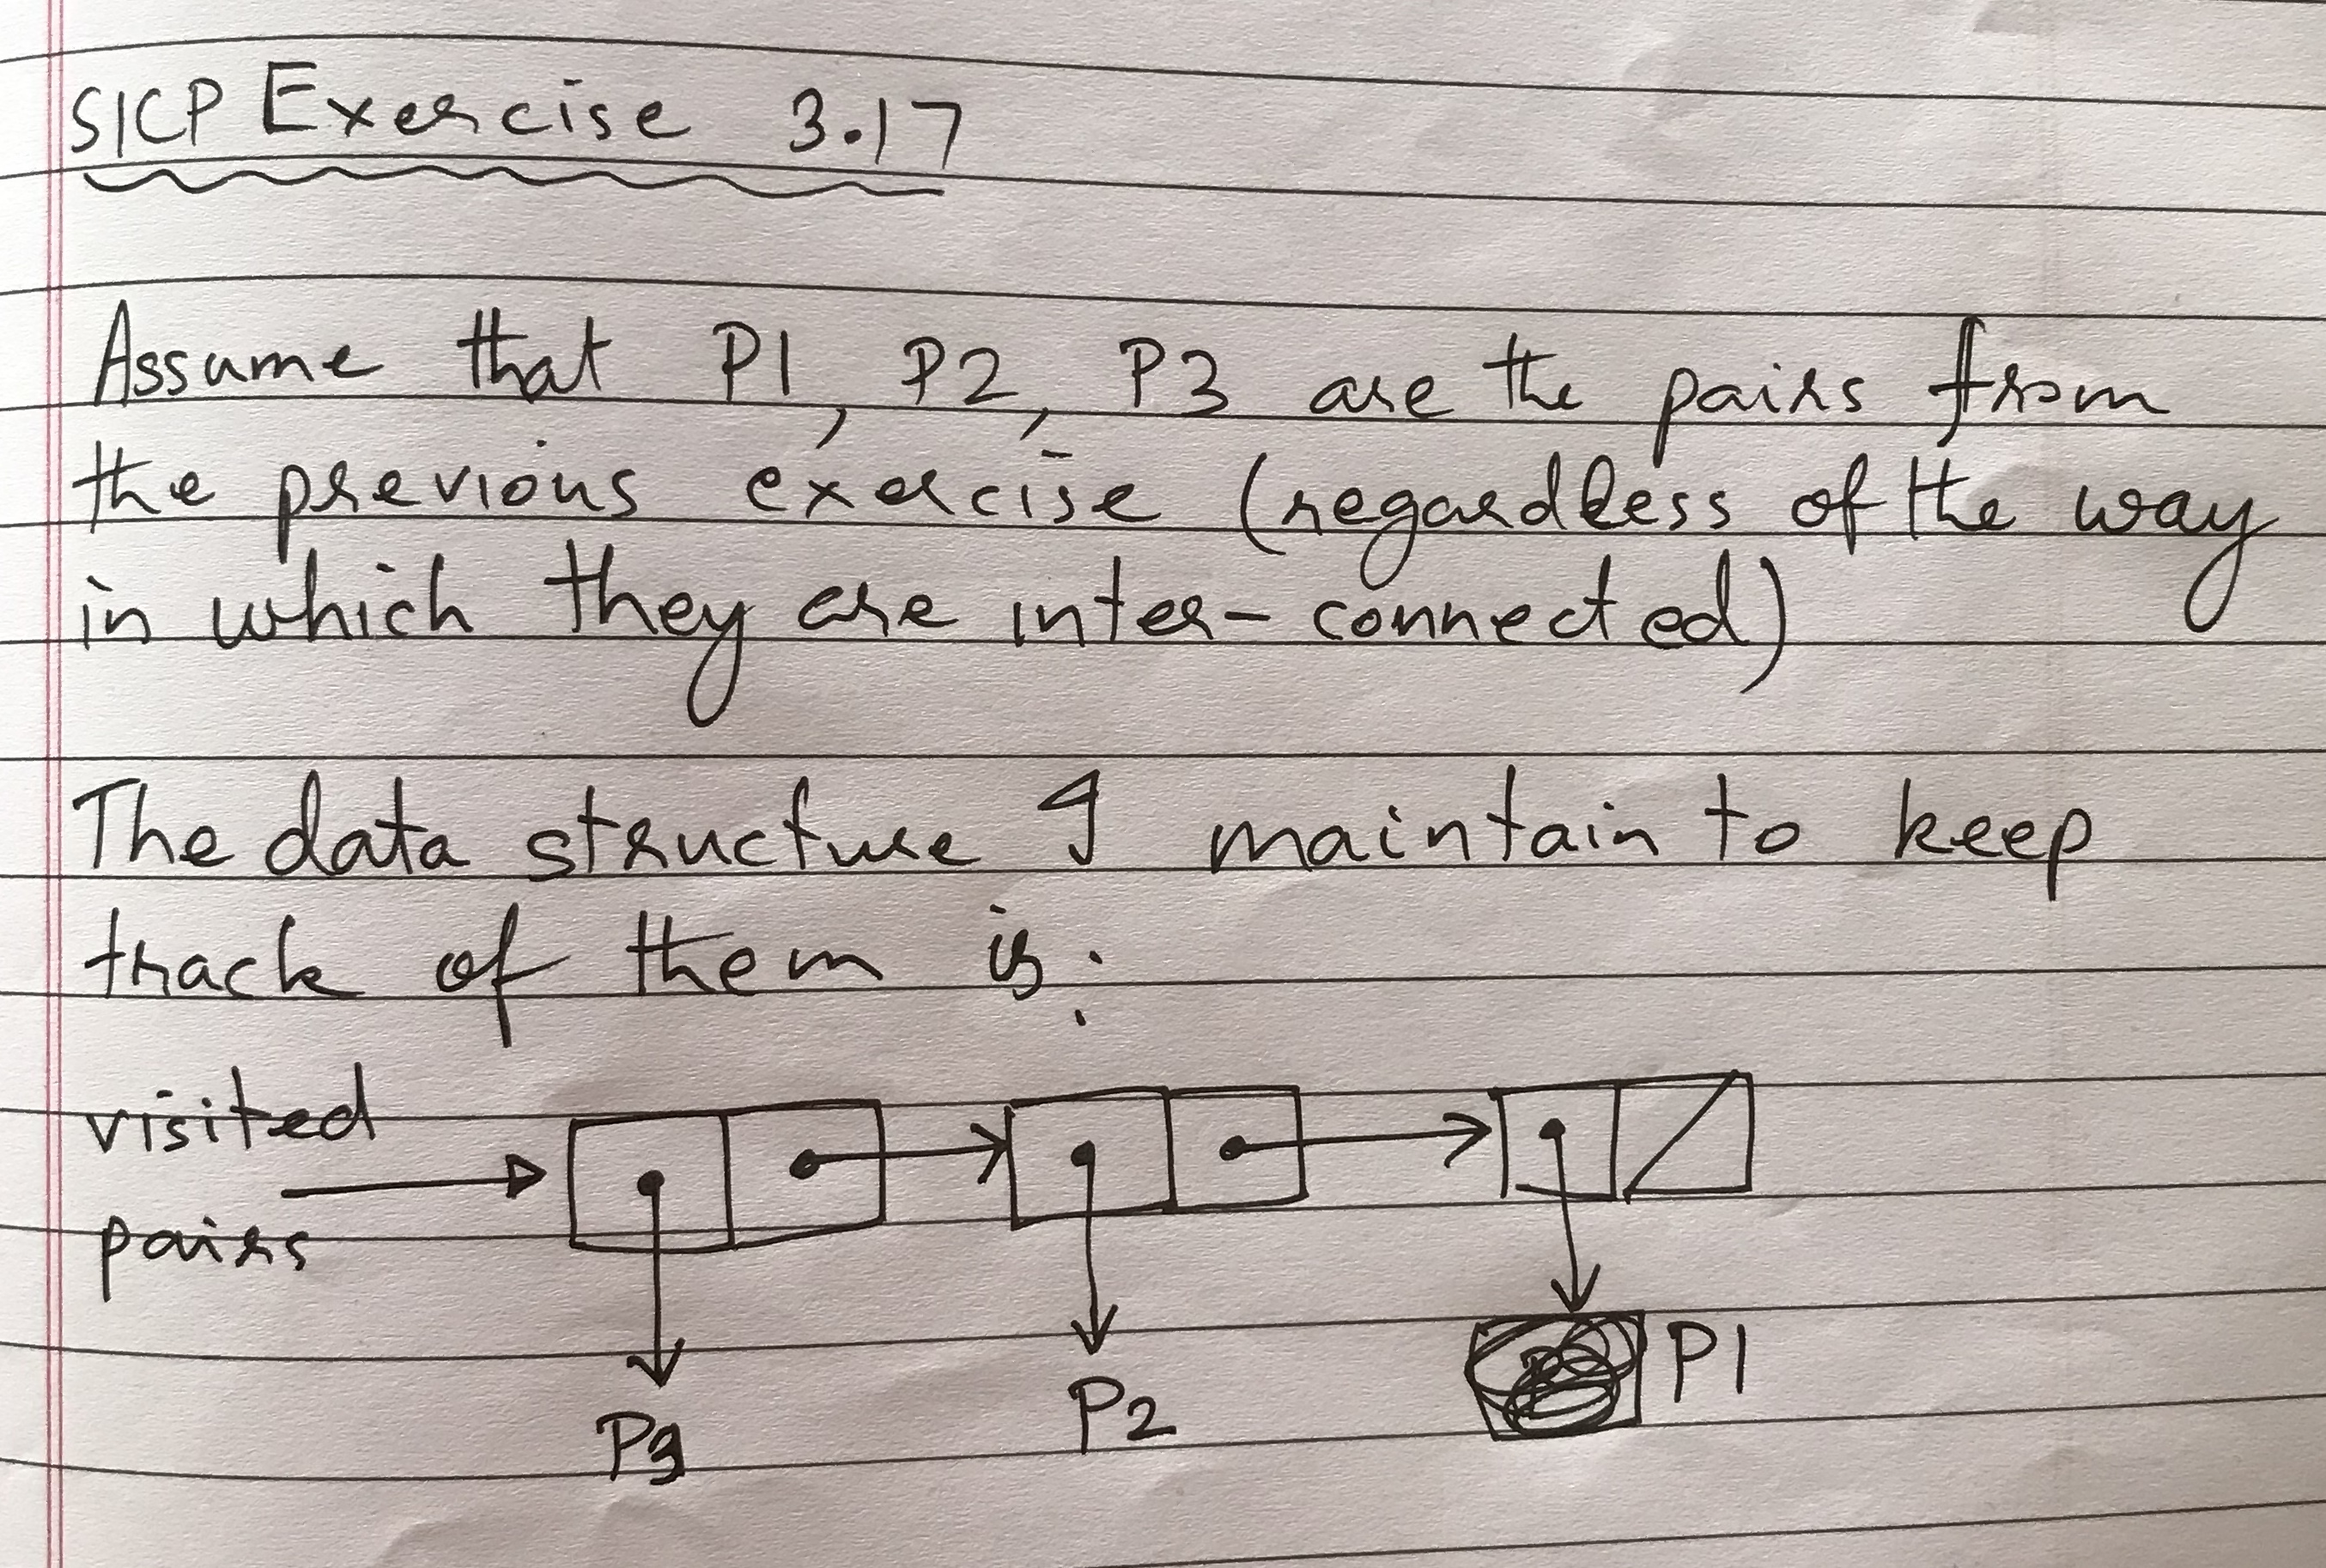 SICP Exercise 3.17
Assume that P1, P2, P3 are the pairs from
the previous exercise (regardless of the way
in which they are inter-connected)
The data structure I maintain to keep
track of them is:
visited
pairs
P3
P2
P1